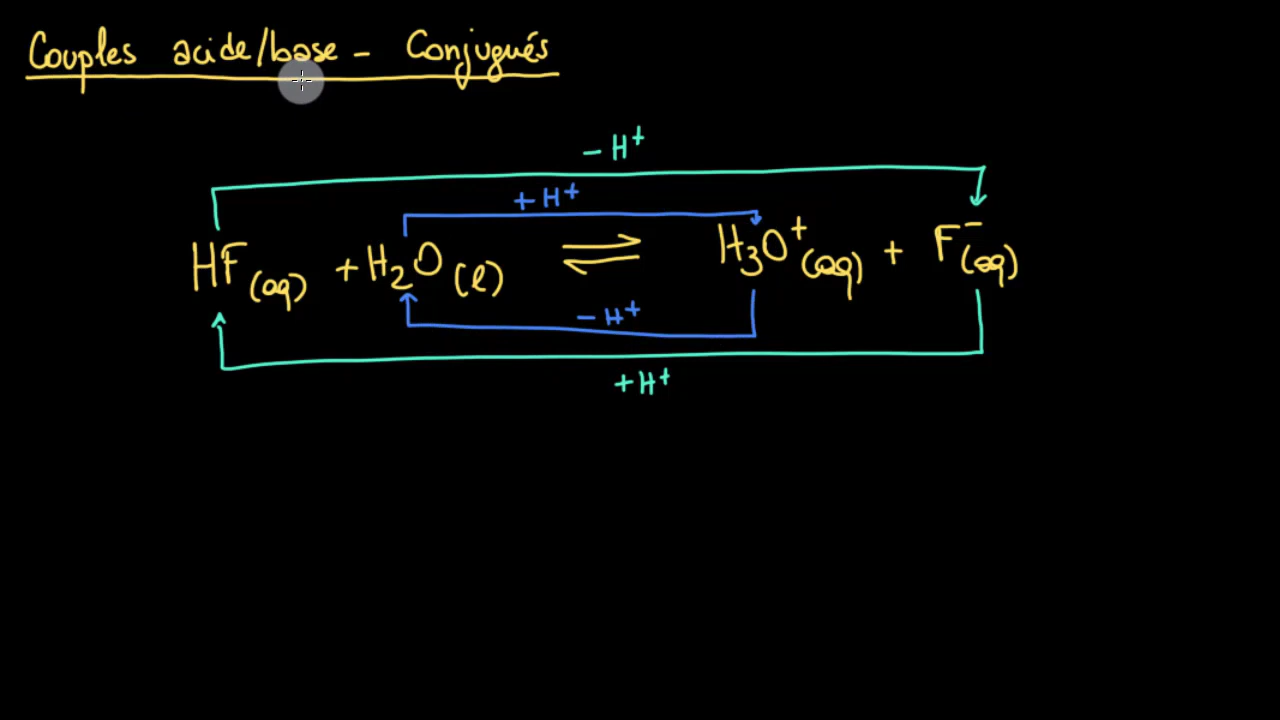 Couples acide/base - Conjugués
- H⁺
+ H⁺
HF(aq) + H₂O(l) ⇌ H₃O⁺(aq) + F⁻(aq)
- H⁺
+ H⁺